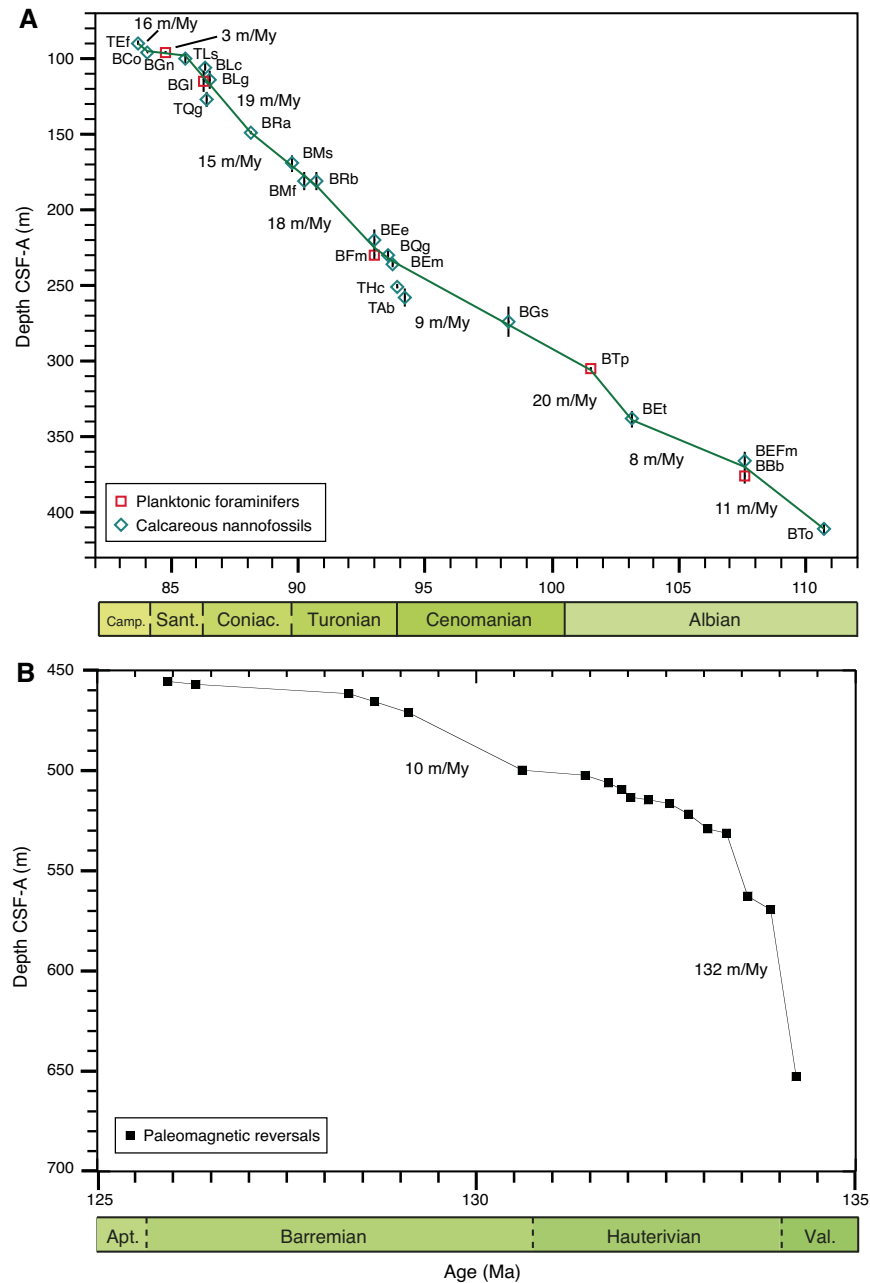 A
16 m/My
3 m/My
TEf
BCo
BGn
TLs
BLc
BGl
BLg
TQg
19 m/My
BRa
15 m/My
BMs
BMf
BRb
18 m/My
BEe
BFm
BQg
BEm
THc
TAb
9 m/My
BGs
BTp
20 m/My
BEt
8 m/My
BEFm
BBb
11 m/My
BTo
Depth CSF-A (m)
100
150
200
250
300
350
400
Planktonic foraminifers
Calcareous nannofossils
85 90 95 100 105 110
Camp. Sant. Coniac. Turonian Cenomanian Albian
B
450
500
550
600
650
700
Depth CSF-A (m)
10 m/My
132 m/My
Paleomagnetic reversals
125 130 135
Apt. Barremian Hauterivian Val.
Age (Ma)